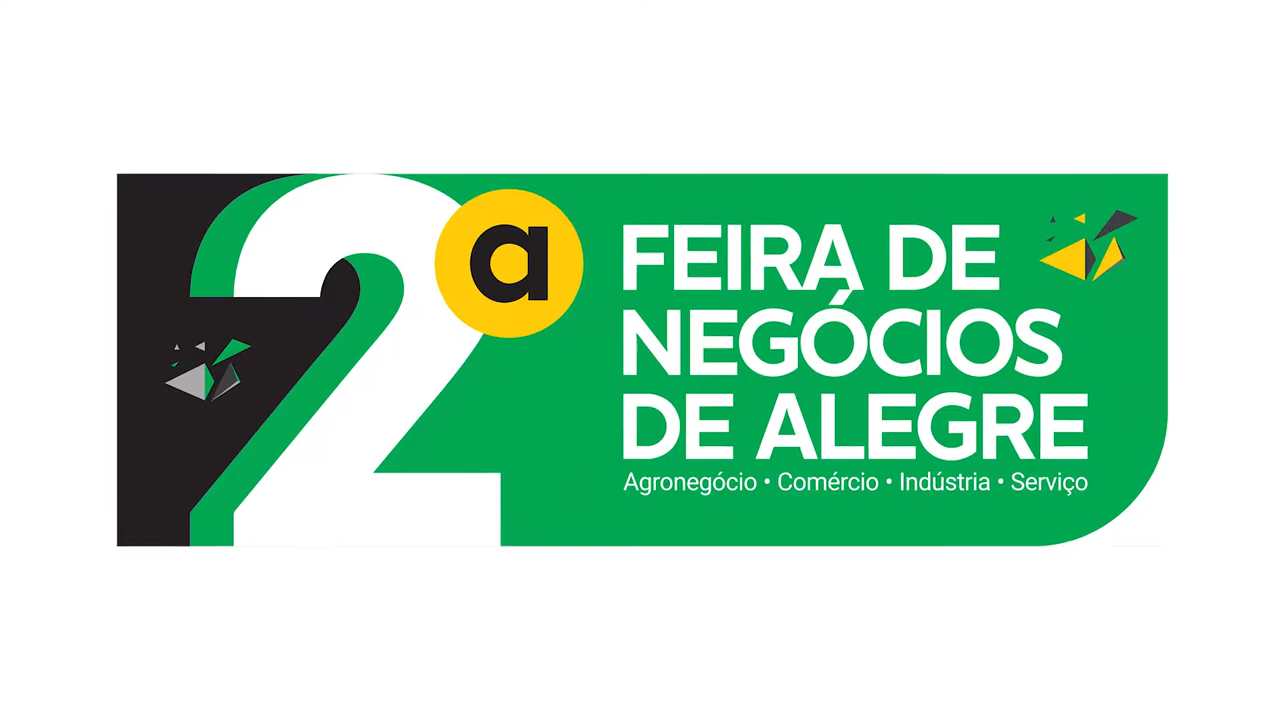 2ª
FEIRA DE
NEGÓCIOS
DE ALEGRE
Agronegócio • Comércio • Indústria • Serviço